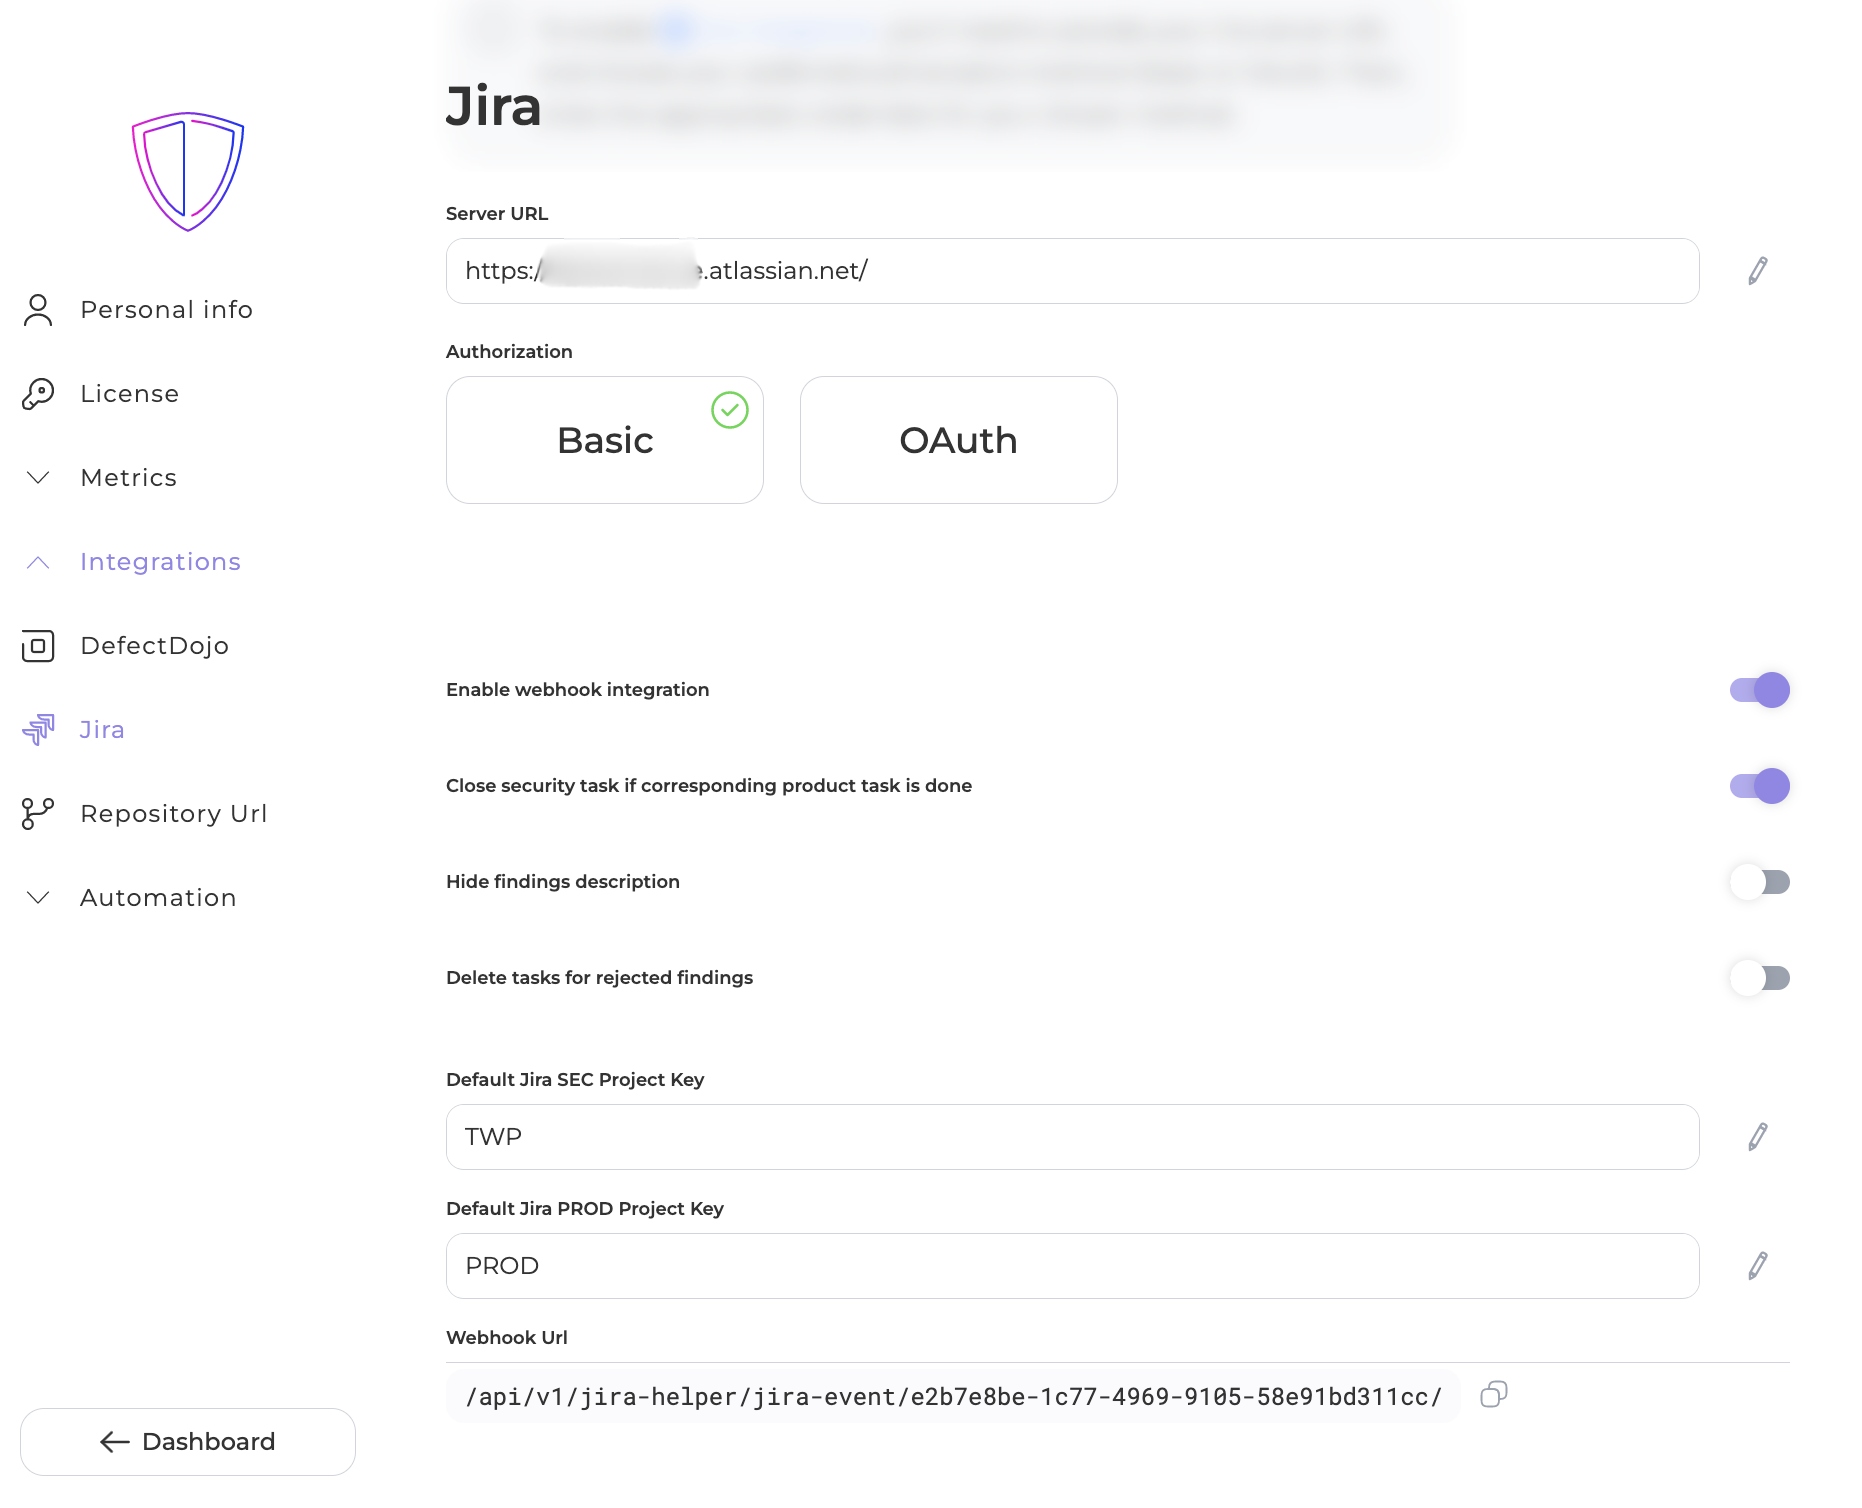 Jira
Server URL
https:/ .atlassian.net/
Authorization
Basic
OAuth
Personal info
License
Metrics
Integrations
DefectDojo
Jira
Repository Url
Automation
Enable webhook integration
Close security task if corresponding product task is done
Hide findings description
Delete tasks for rejected findings
Default Jira SEC Project Key
TWP
Default Jira PROD Project Key
PROD
Webhook Url
/api/v1/jira-helper/jira-event/e2b7e8be-1c77-4969-9105-58e91bd311cc/
Dashboard